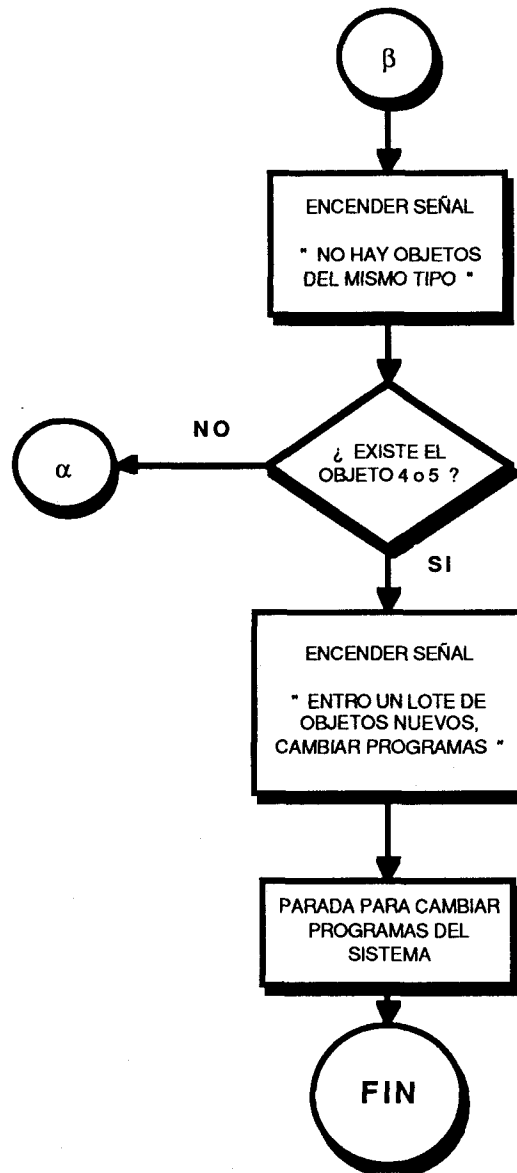 β
ENCENDER SEÑAL
" NO HAY OBJETOS
DEL MISMO TIPO "
NO
¿ EXISTE EL
OBJETO 4 o 5 ?
α
SI
ENCENDER SEÑAL
" ENTRO UN LOTE DE
OBJETOS NUEVOS,
CAMBIAR PROGRAMAS "
PARADA PARA CAMBIAR
PROGRAMAS DEL
SISTEMA
FIN